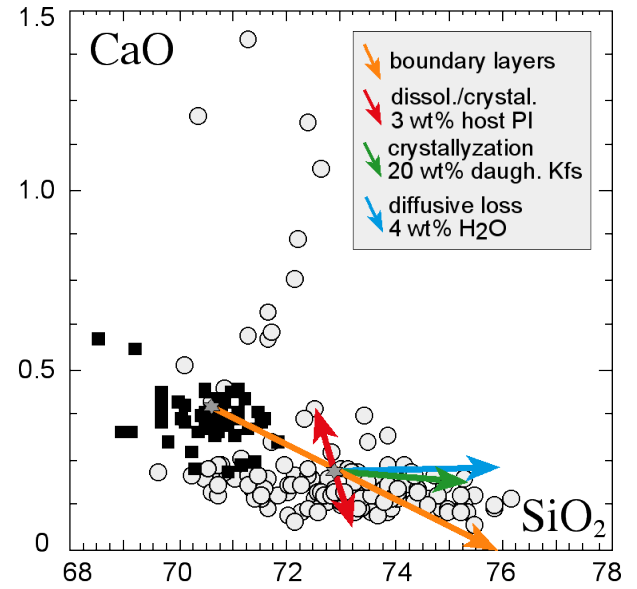 1.5
CaO
boundary layers
dissol./crystal.
3 wt% host Pl
crystallyzation
20 wt% daugh. Kfs
diffusive loss
4 wt% H2O
1.0
0.5
SiO2
0
68 70 72 74 76 78